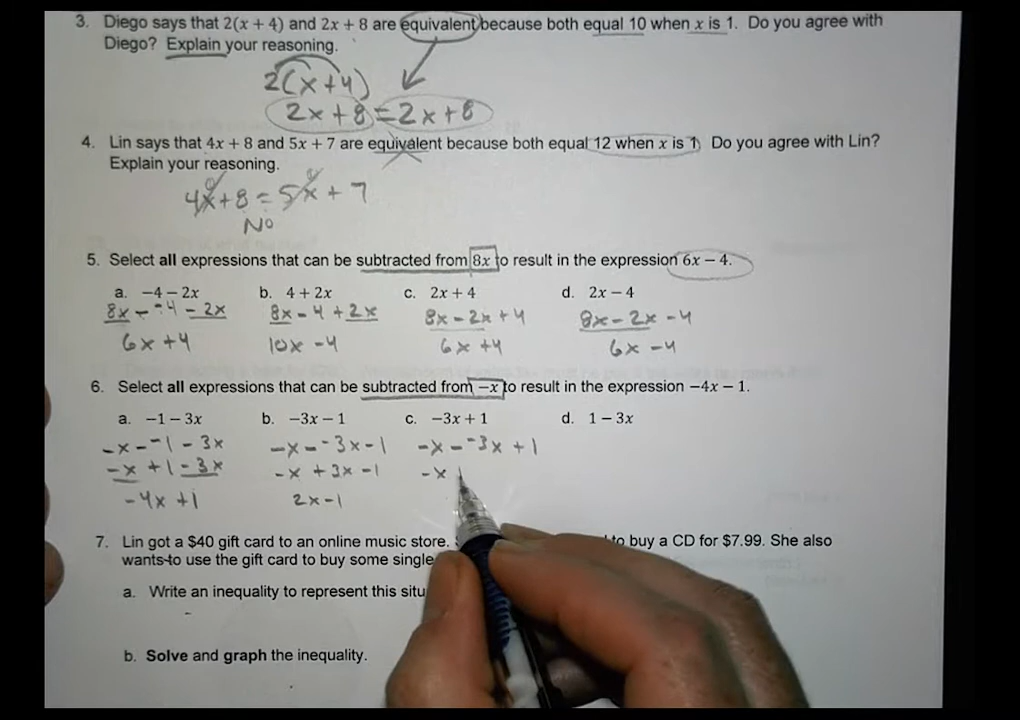 3. Diego says that 2(x + 4) and 2x + 8 are equivalent because both equal 10 when x is 1. Do you agree with
Diego? Explain your reasoning.
2(x+4)
2x+8=2x+8
4. Lin says that 4x + 8 and 5x + 7 are equivalent because both equal 12 when x is 1. Do you agree with Lin?
Explain your reasoning.
4x+8 = 5x + 7
No
5. Select all expressions that can be subtracted from 8x to result in the expression 6x − 4.
a. −4 − 2x b. 4 + 2x c. 2x + 4 d. 2x − 4
8x - -4 - 2x 8x - 4 + 2x 8x - 2x + 4 8x - 2x - 4
6x + 4 10x - 4 6x + 4 6x - 4
6. Select all expressions that can be subtracted from −x to result in the expression −4x − 1.
a. −1 − 3x b. −3x − 1 c. −3x + 1 d. 1 − 3x
-x - -1 - 3x -x - -3x - 1 -x - -3x + 1
-x + 1 - 3x -x + 3x - 1 -x
-4x + 1 2x - 1
7. Lin got a $40 gift card to an online music store. to buy a CD for $7.99. She also
wants to use the gift card to buy some single
a. Write an inequality to represent this situ
b. Solve and graph the inequality.